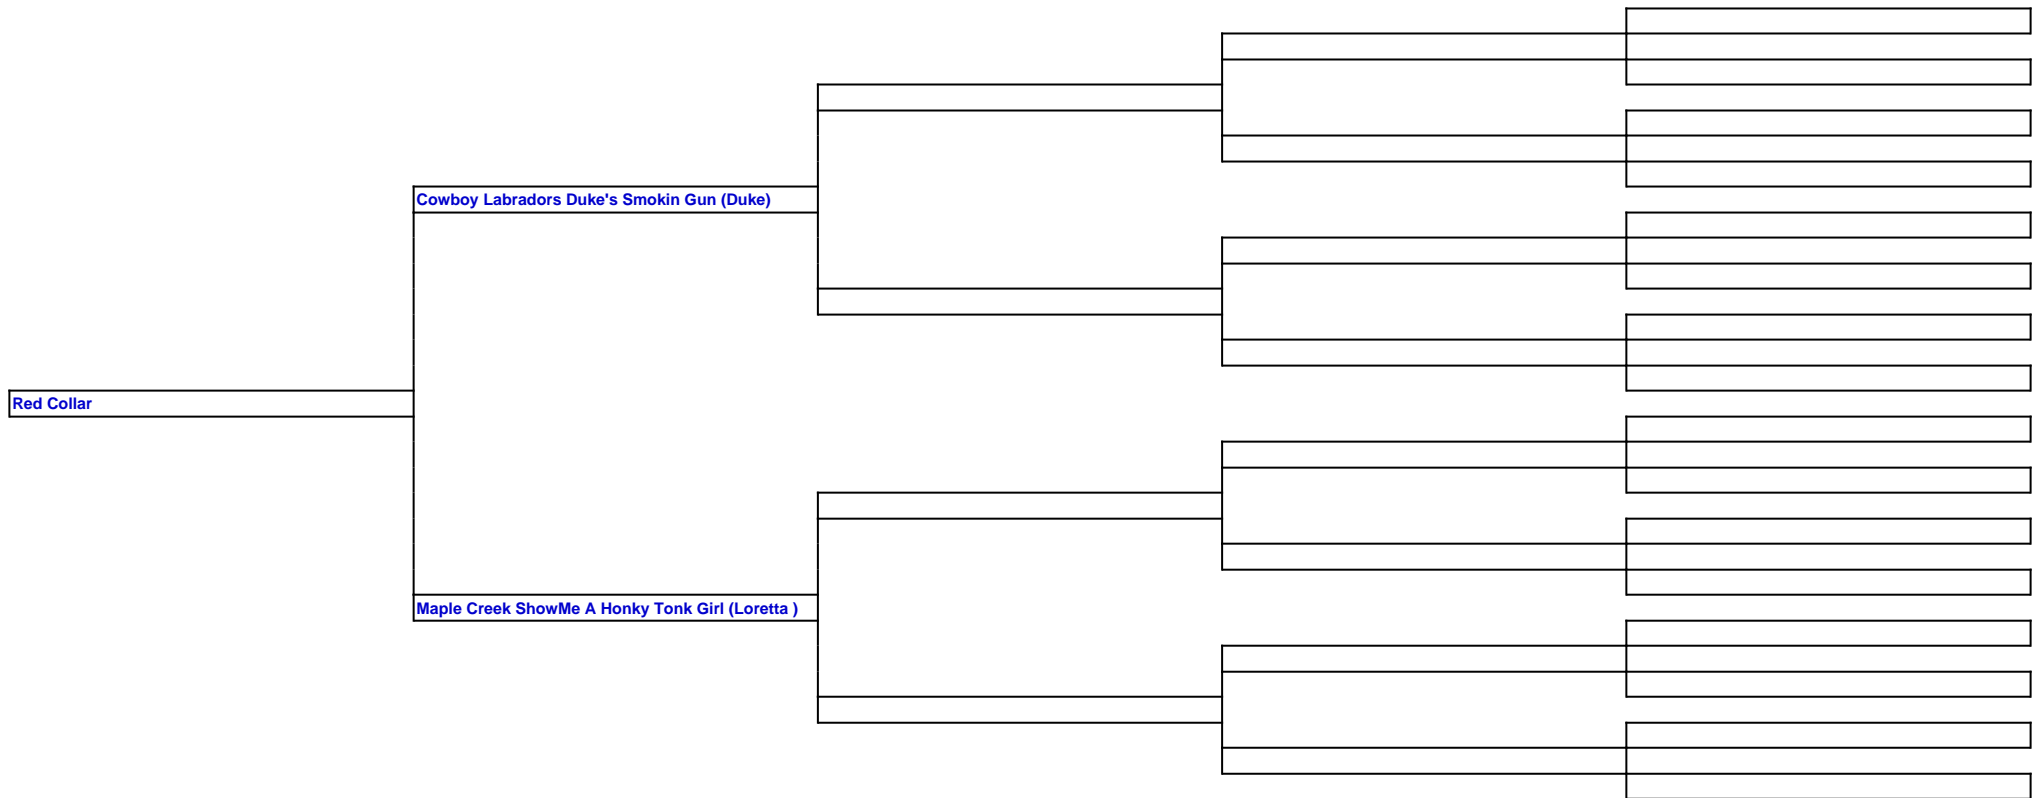 Cowboy Labradors Duke's Smokin Gun (Duke)
Red Collar
Maple Creek ShowMe A Honky Tonk Girl (Loretta )